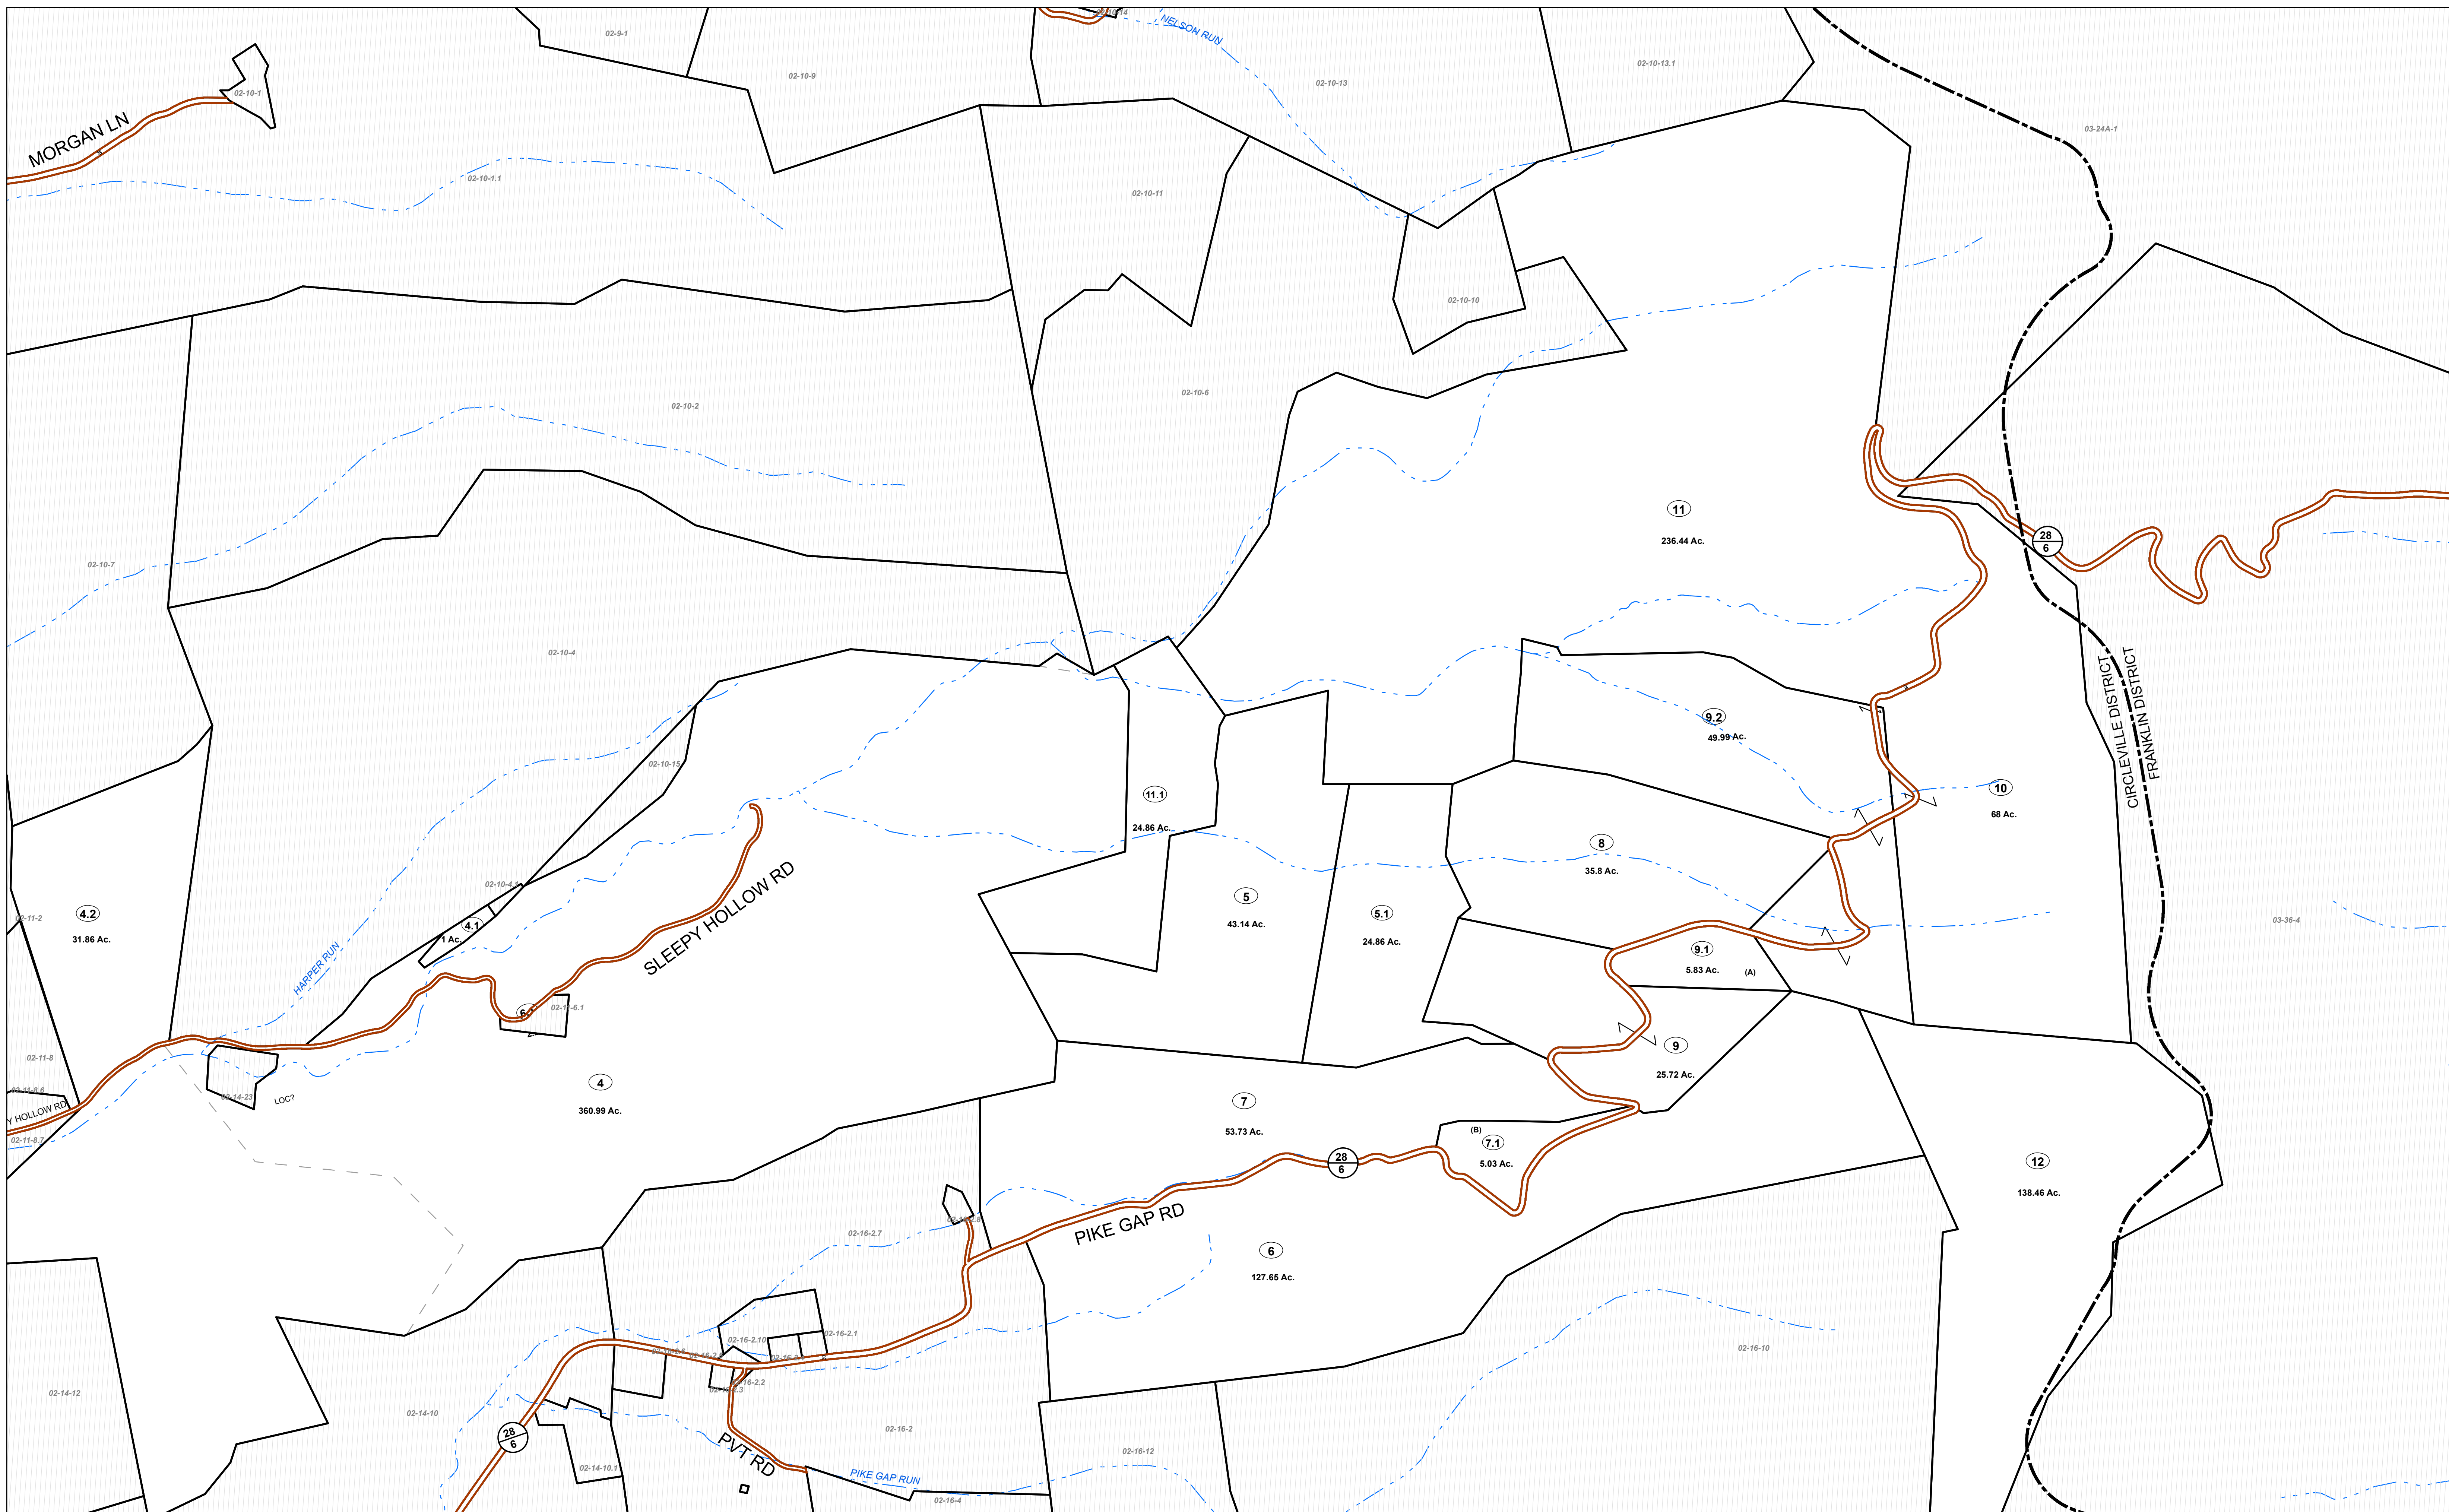 02-10-14
NELSON RUN
02-9-1
02-10-9
02-10-13
02-10-13.1
02-10-1
MORGAN LN
03-24A-1
02-10-1.1
02-10-11
02-10-10
02-10-2
02-10-6
11
236.44 Ac.
28
6
02-10-7
02-10-4
CIRCLEVILLE DISTRICT
FRANKLIN DISTRICT
9.2
49.99 Ac.
02-10-15
11.1
24.86 Ac.
10
68 Ac.
8
35.8 Ac.
SLEEPY HOLLOW RD
4.2
31.86 Ac.
02-11-2
4.1
1 Ac.
5
43.14 Ac.
5.1
24.86 Ac.
03-36-4
9.1
5.83 Ac.
(A)
HARPER RUN
9
25.72 Ac.
02-11-8
02-11-8.6
Y HOLLOW RD
02-11-8.7
02-14-23
LOC?
4
360.99 Ac.
7
53.73 Ac.
(B)
7.1
5.03 Ac.
28
6
12
138.46 Ac.
PIKE GAP RD
02-16-2.7
6
127.65 Ac.
02-16-2.10
02-16-2.1
02-16-10
02-14-12
02-14-10
02-16-2
28
6
PVT RD
02-14-10.1
PIKE GAP RUN
02-16-12
02-16-4